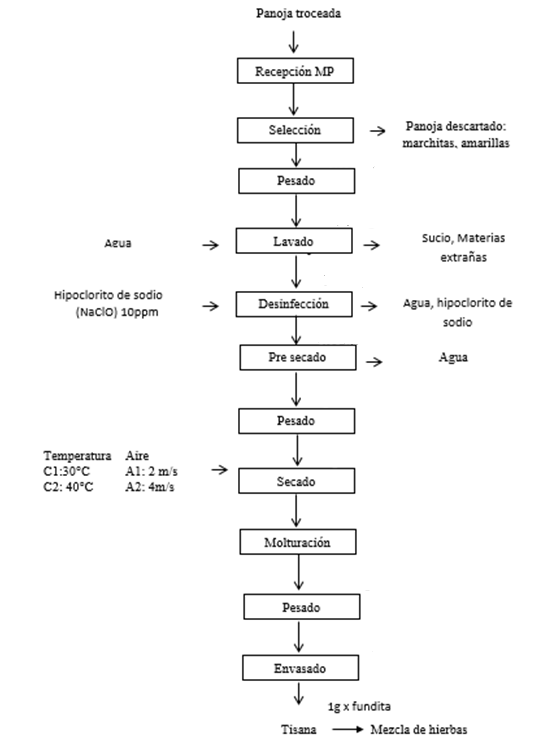 Panoja troceada
Recepción MP
Selección
Panoja descartado:
marchitas, amarillas
Pesado
Agua
Lavado
Sucio, Materias
extrañas
Hipoclorito de sodio
(NaClO) 10ppm
Desinfección
Agua, hipoclorito de
sodio
Pre secado
Agua
Pesado
Temperatura Aire
C1:30°C A1: 2 m/s
C2: 40°C A2: 4m/s
Secado
Molturación
Pesado
Envasado
1g x fundita
Tisana
Mezcla de hierbas